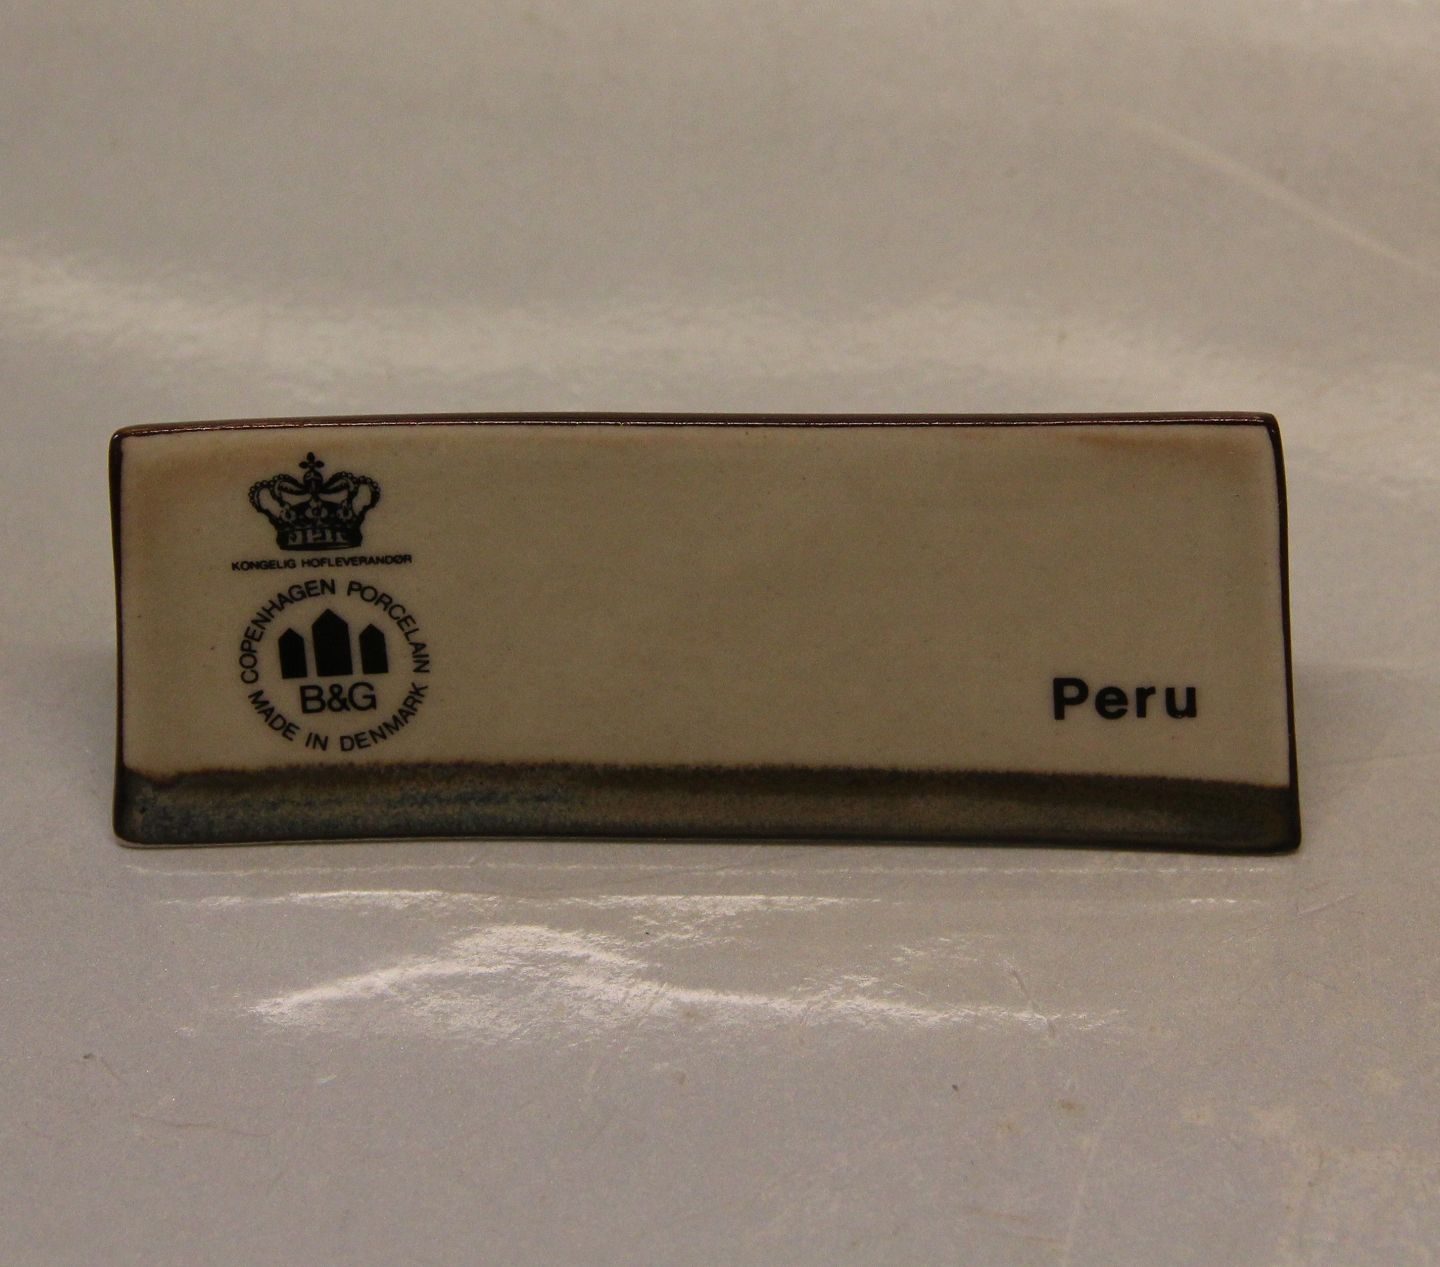 KONGELIG HOFLEVERANDØR
COPENHAGEN PORCELAIN
B&G
MADE IN DENMARK
Peru